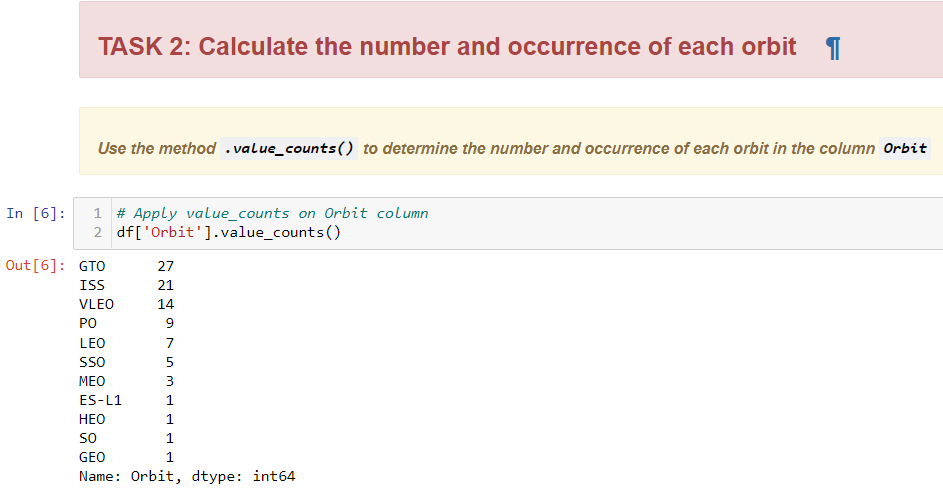 TASK 2: Calculate the number and occurrence of each orbit ¶
Use the method .value_counts() to determine the number and occurrence of each orbit in the column Orbit
In [6]: 1 # Apply value_counts on Orbit column
2 df['Orbit'].value_counts()
Out[6]: GTO 27
ISS 21
VLEO 14
PO 9
LEO 7
SSO 5
MEO 3
ES-L1 1
HEO 1
SO 1
GEO 1
Name: Orbit, dtype: int64